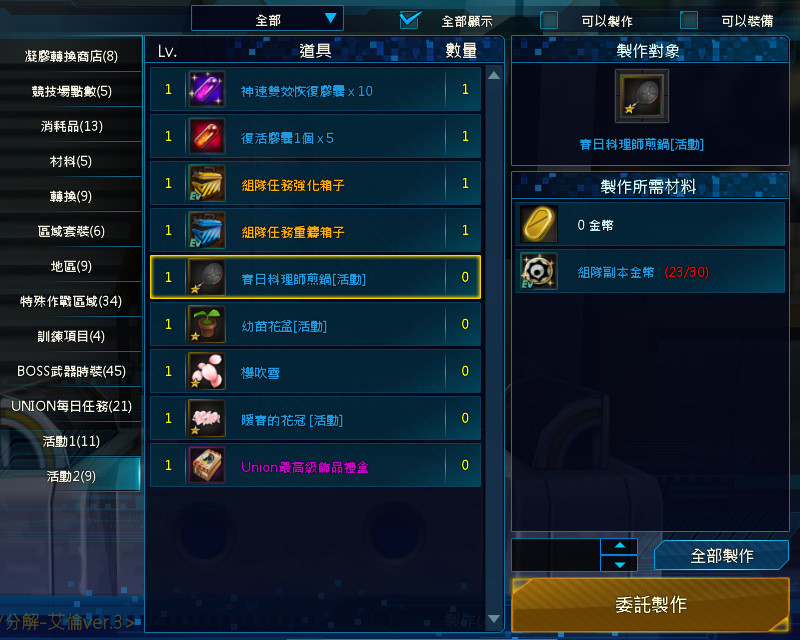 全部
全部顯示
可以製作
可以裝備
凝膠轉換商店(8)
競技場點數(5)
消耗品(13)
材料(5)
轉換(9)
區域套裝(6)
地區(9)
特殊作戰區域(34)
訓練項目(4)
BOSS武器時裝(45)
UNION每日任務(21)
活動1(11)
活動2(9)
Lv. 道具 數量
1 神速雙效恢復膠囊 x 10 1
1 復活膠囊1個 x 5 1
1 EV 組隊任務強化箱子 1
1 EV 組隊任務重鑄箱子 1
1 春日料理師煎鍋[活動] 0
1 幼苗花盆[活動] 0
1 櫻吹雪 0
1 暖春的花冠 [活動] 0
1 Union最高級飾品禮盒 0
製作對象
春日料理師煎鍋[活動]
製作所需材料
0 金幣
EV 組隊副本金幣 (23/30)
全部製作
委託製作
/分解-艾倫ver.3>
製作